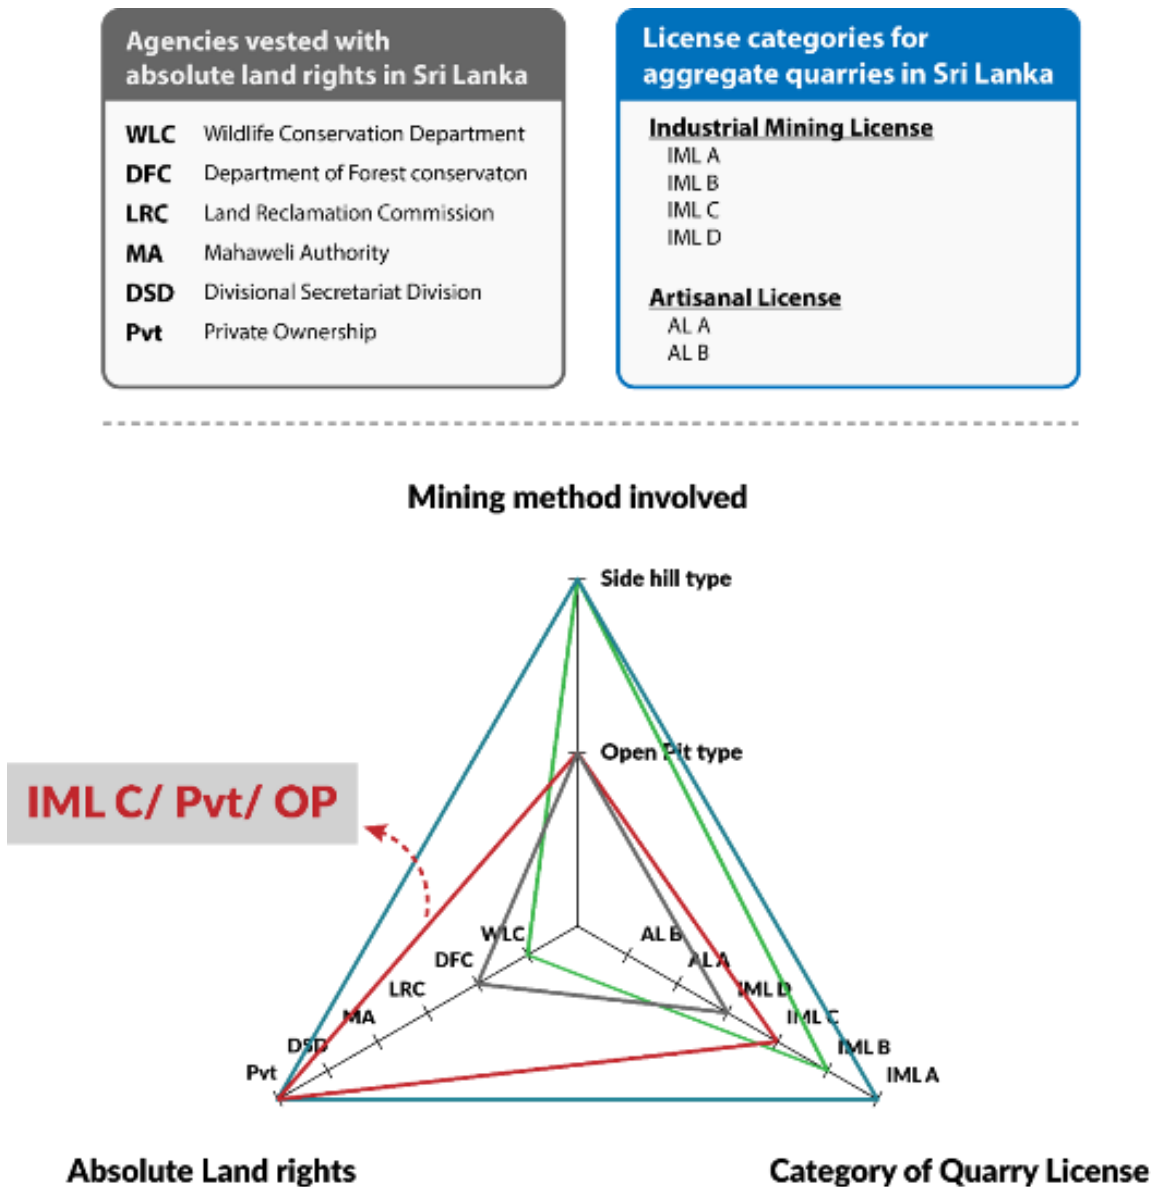 Agencies vested with
absolute land rights in Sri Lanka
WLC Wildlife Conservation Department
DFC Department of Forest conservaton
LRC Land Reclamation Commission
MA Mahaweli Authority
DSD Divisional Secretariat Division
Pvt Private Ownership
License categories for
aggregate quarries in Sri Lanka
Industrial Mining License
IML A
IML B
IML C
IML D
Artisanal License
AL A
AL B
Mining method involved
Side hill type
Open Pit type
IML C/ Pvt/ OP
WLC
DFC
LRC
MA
DSD
Pvt
AL B
AL A
IML D
IML C
IML B
IML A
Absolute Land rights
Category of Quarry License